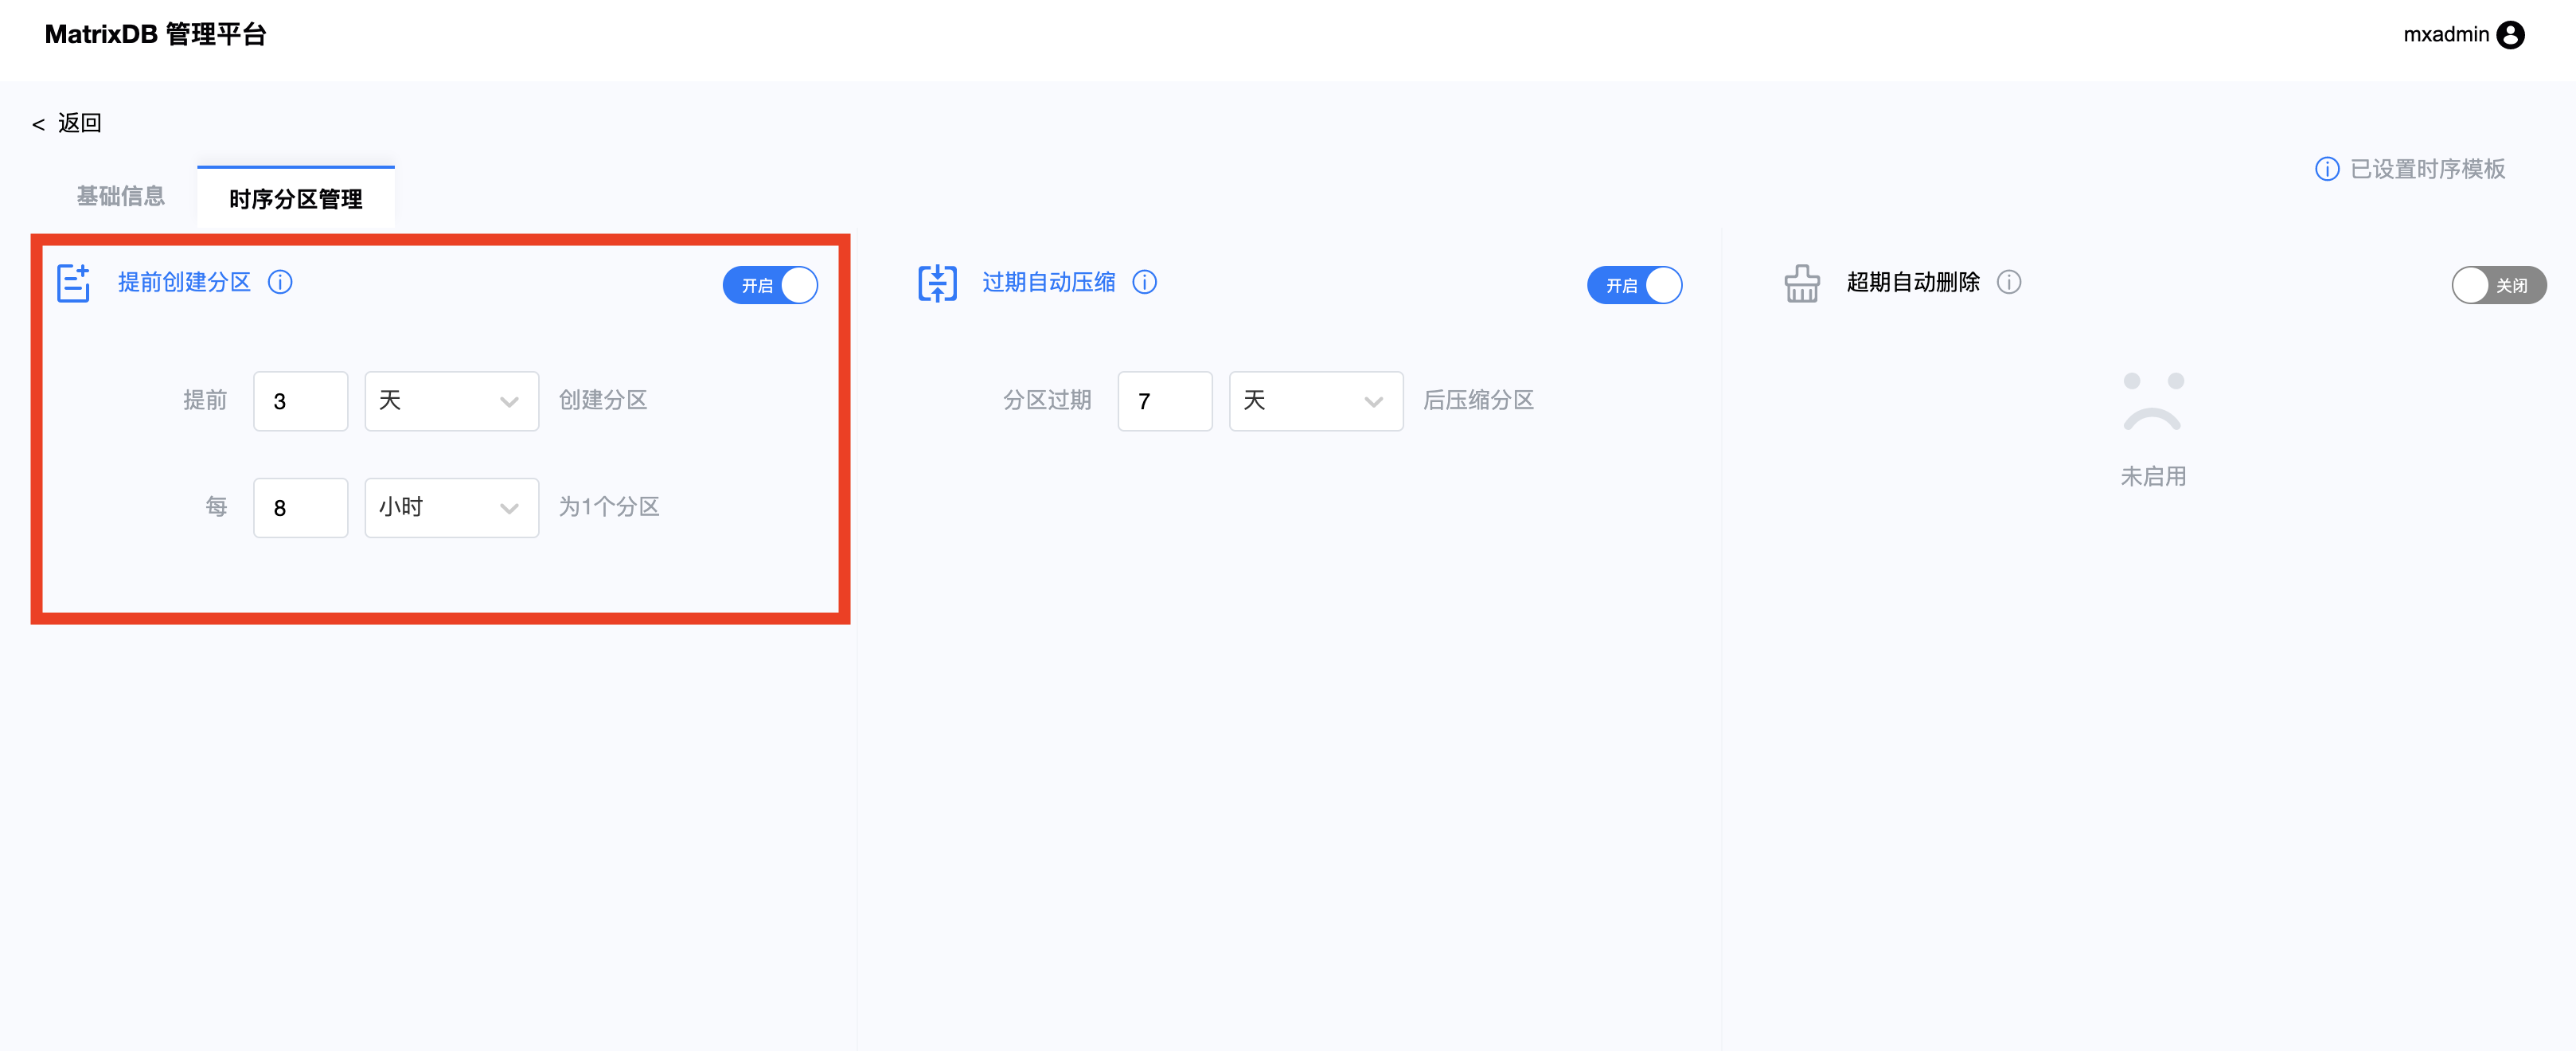 MatrixDB 管理平台
mxadmin
< 返回
基础信息
时序分区管理
已设置时序模板
提前创建分区
开启
提前 3 天 创建分区
每 8 小时 为1个分区
过期自动压缩
开启
分区过期 7 天 后压缩分区
超期自动删除
关闭
未启用